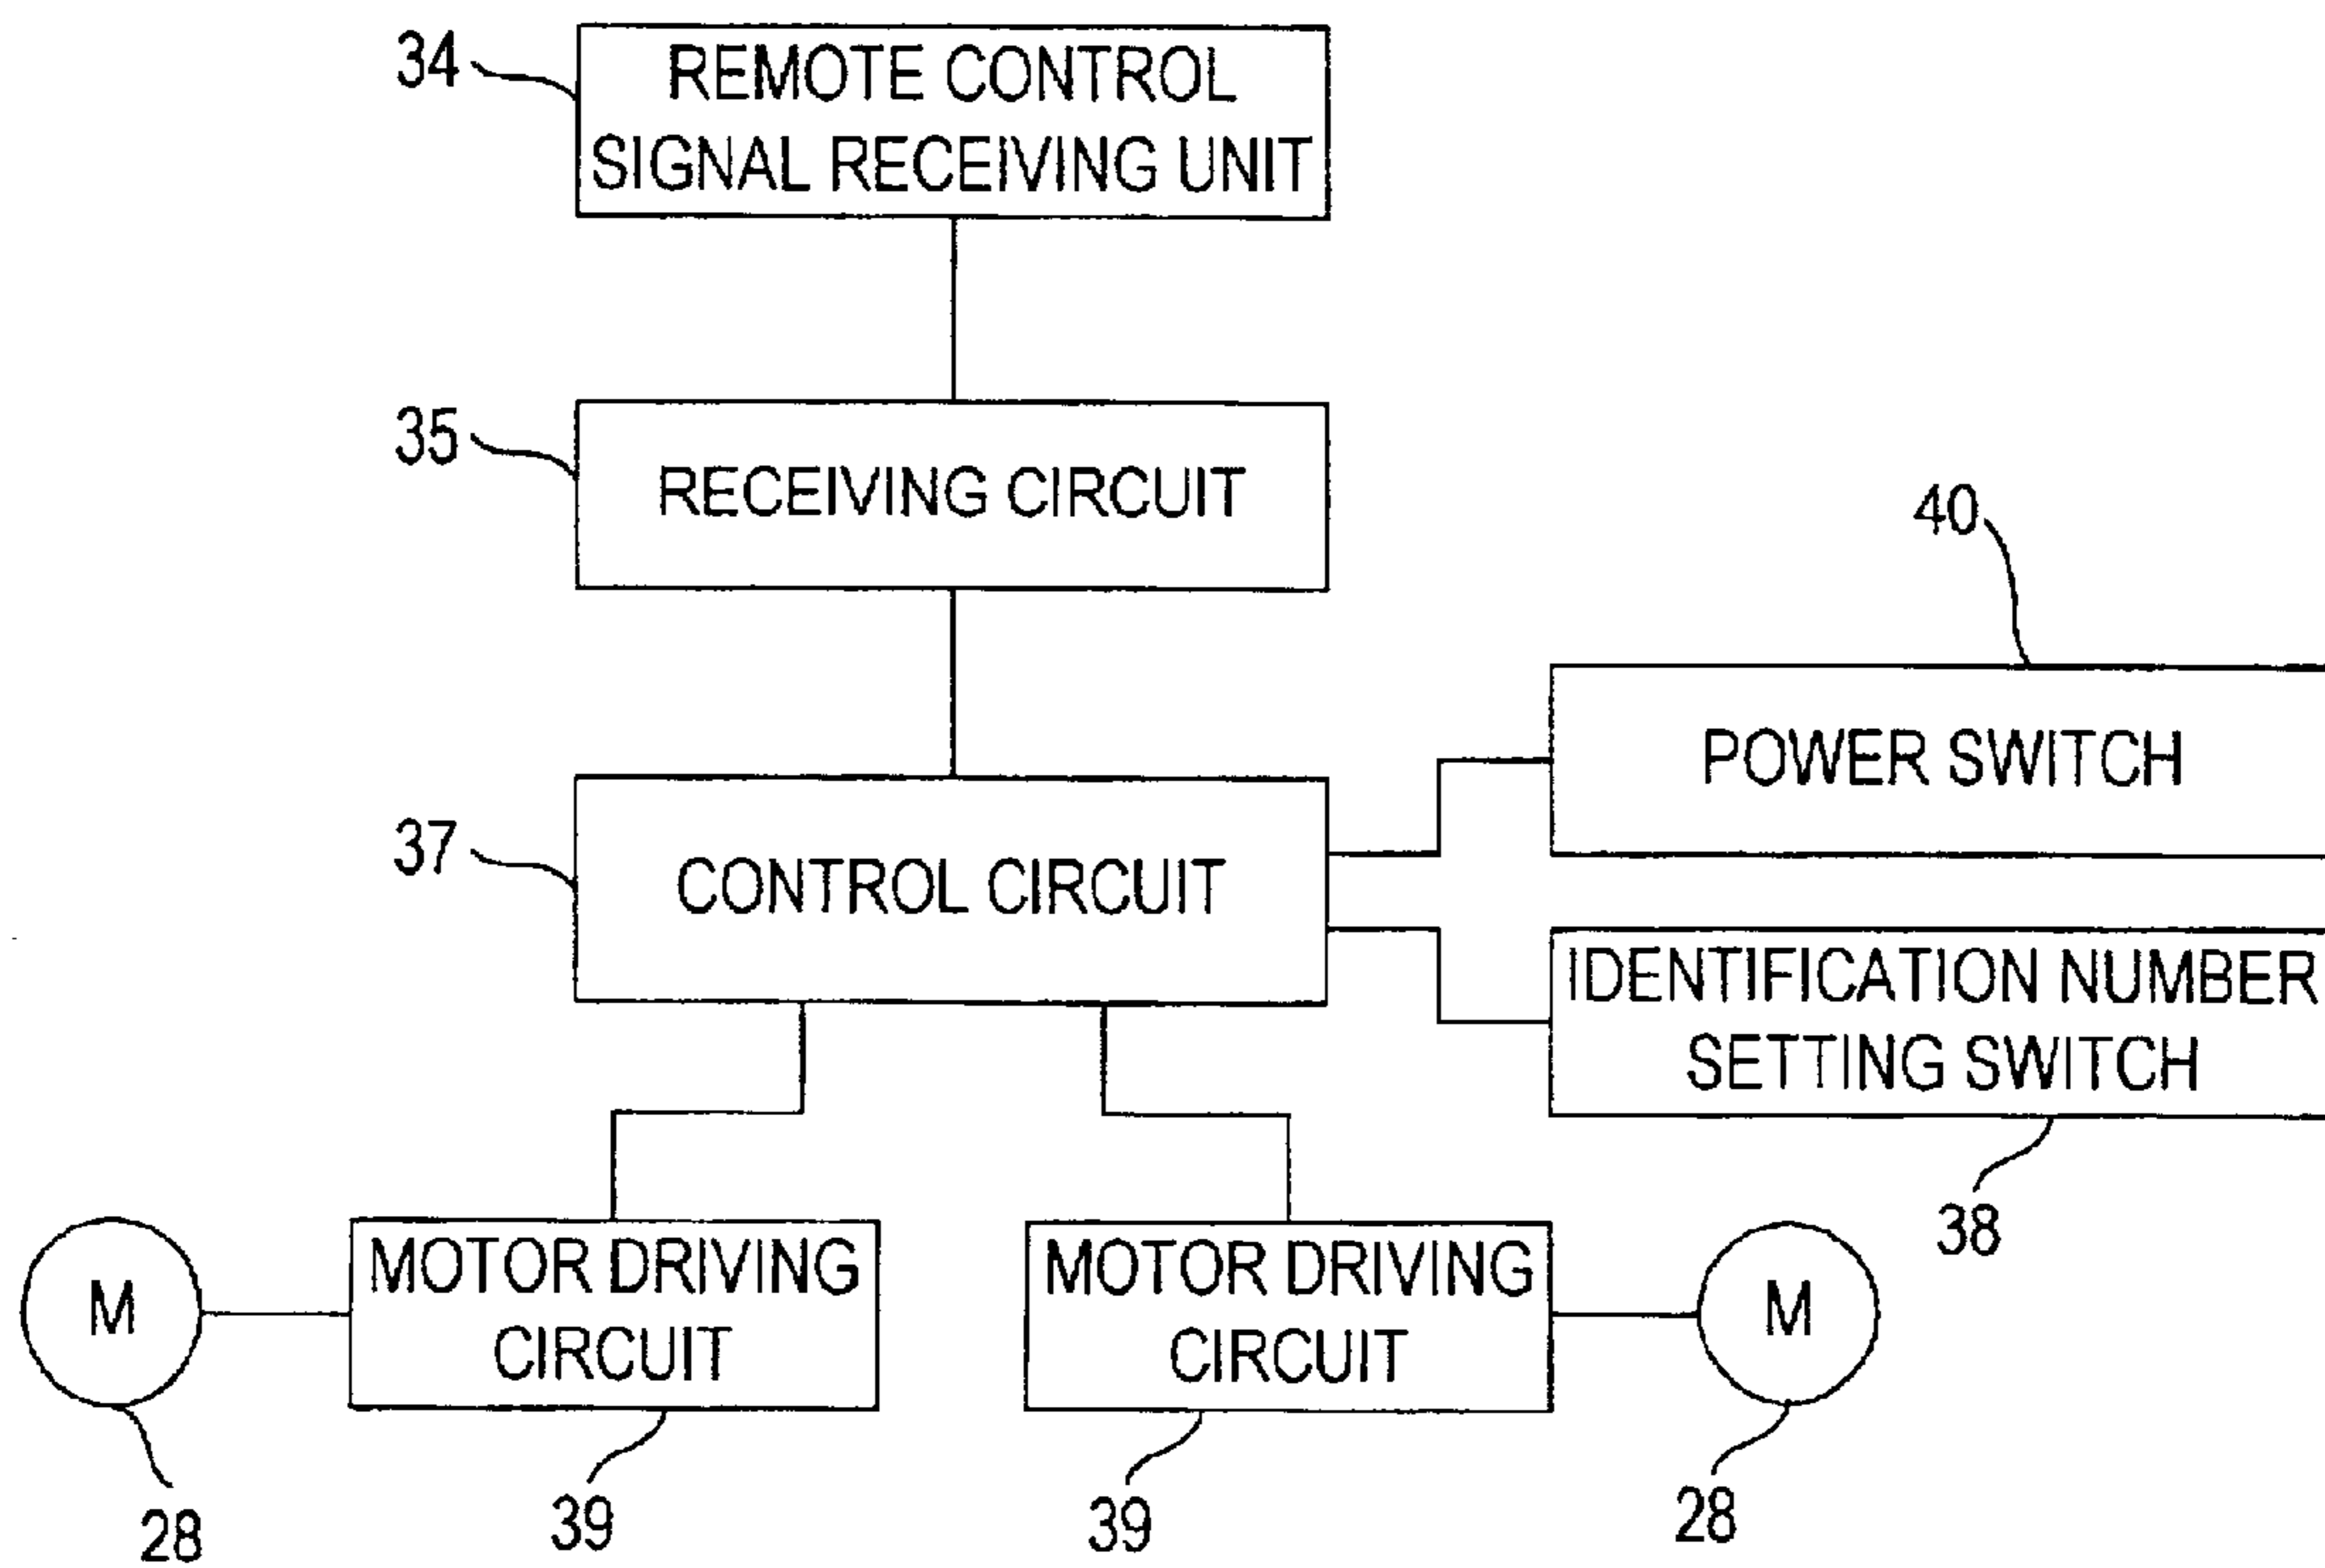 34
REMOTE CONTROL
SIGNAL RECEIVING UNIT
35
RECEIVING CIRCUIT
40
POWER SWITCH
37
CONTROL CIRCUIT
IDENTIFICATION NUMBER
SETTING SWITCH
38
M
MOTOR DRIVING
CIRCUIT
MOTOR DRIVING
CIRCUIT
M
28
39
39
28